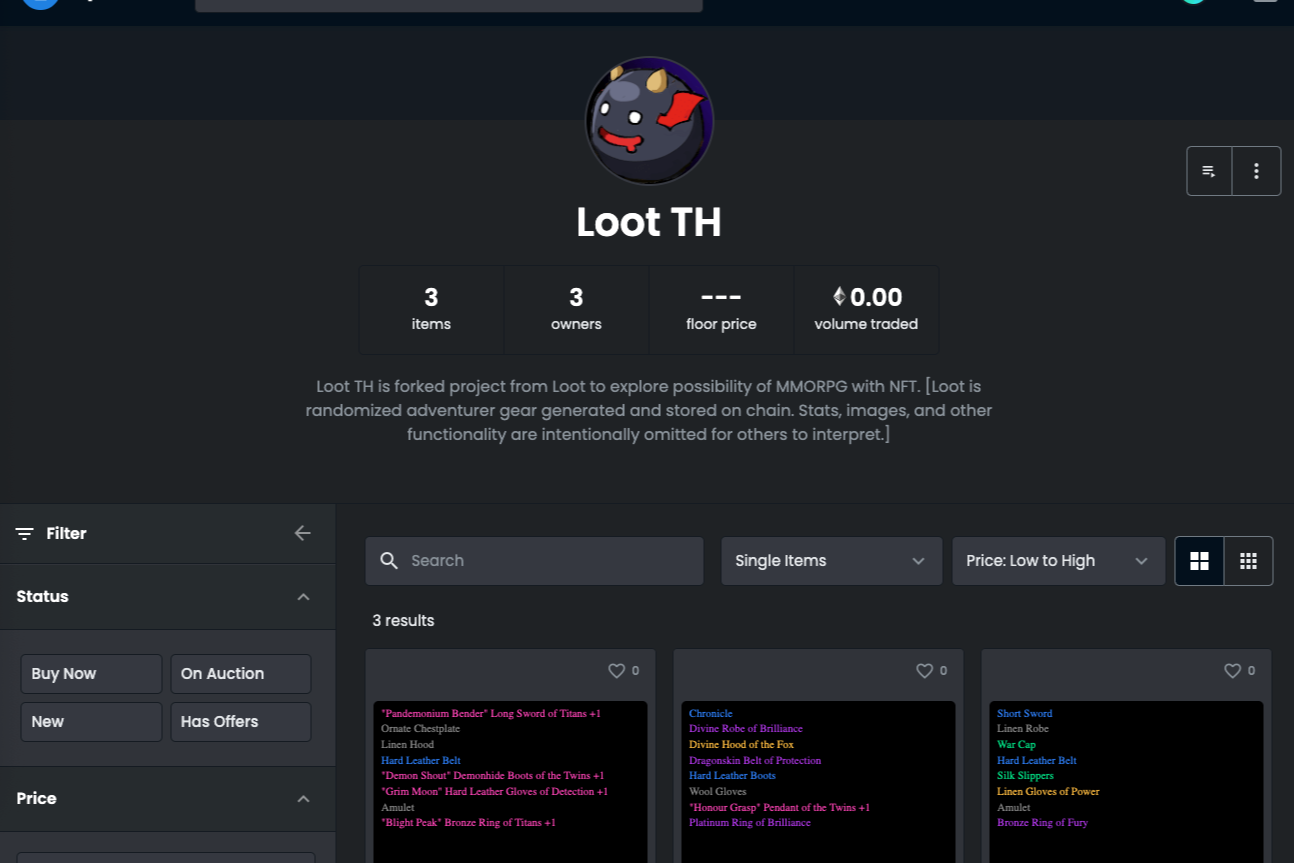 Loot TH
3
items
3
owners
---
floor price
0.00
volume traded
Loot TH is forked project from Loot to explore possibility of MMORPG with NFT. [Loot is
randomized adventurer gear generated and stored on chain. Stats, images, and other
functionality are intentionally omitted for others to interpret.]
Filter
Search
Single Items
Price: Low to High
Status
3 results
Buy Now
On Auction
New
Has Offers
Price
0
"Pandemonium Bender" Long Sword of Titans +1
Ornate Chestplate
Linen Hood
Hard Leather Belt
"Demon Shout" Demonhide Boots of the Twins +1
"Grim Moon" Hard Leather Gloves of Detection +1
Amulet
"Blight Peak" Bronze Ring of Titans +1
0
Chronicle
Divine Robe of Brilliance
Divine Hood of the Fox
Dragonskin Belt of Protection
Hard Leather Boots
Wool Gloves
"Honour Grasp" Pendant of the Twins +1
Platinum Ring of Brilliance
0
Short Sword
Linen Robe
War Cap
Hard Leather Belt
Silk Slippers
Linen Gloves of Power
Amulet
Bronze Ring of Fury